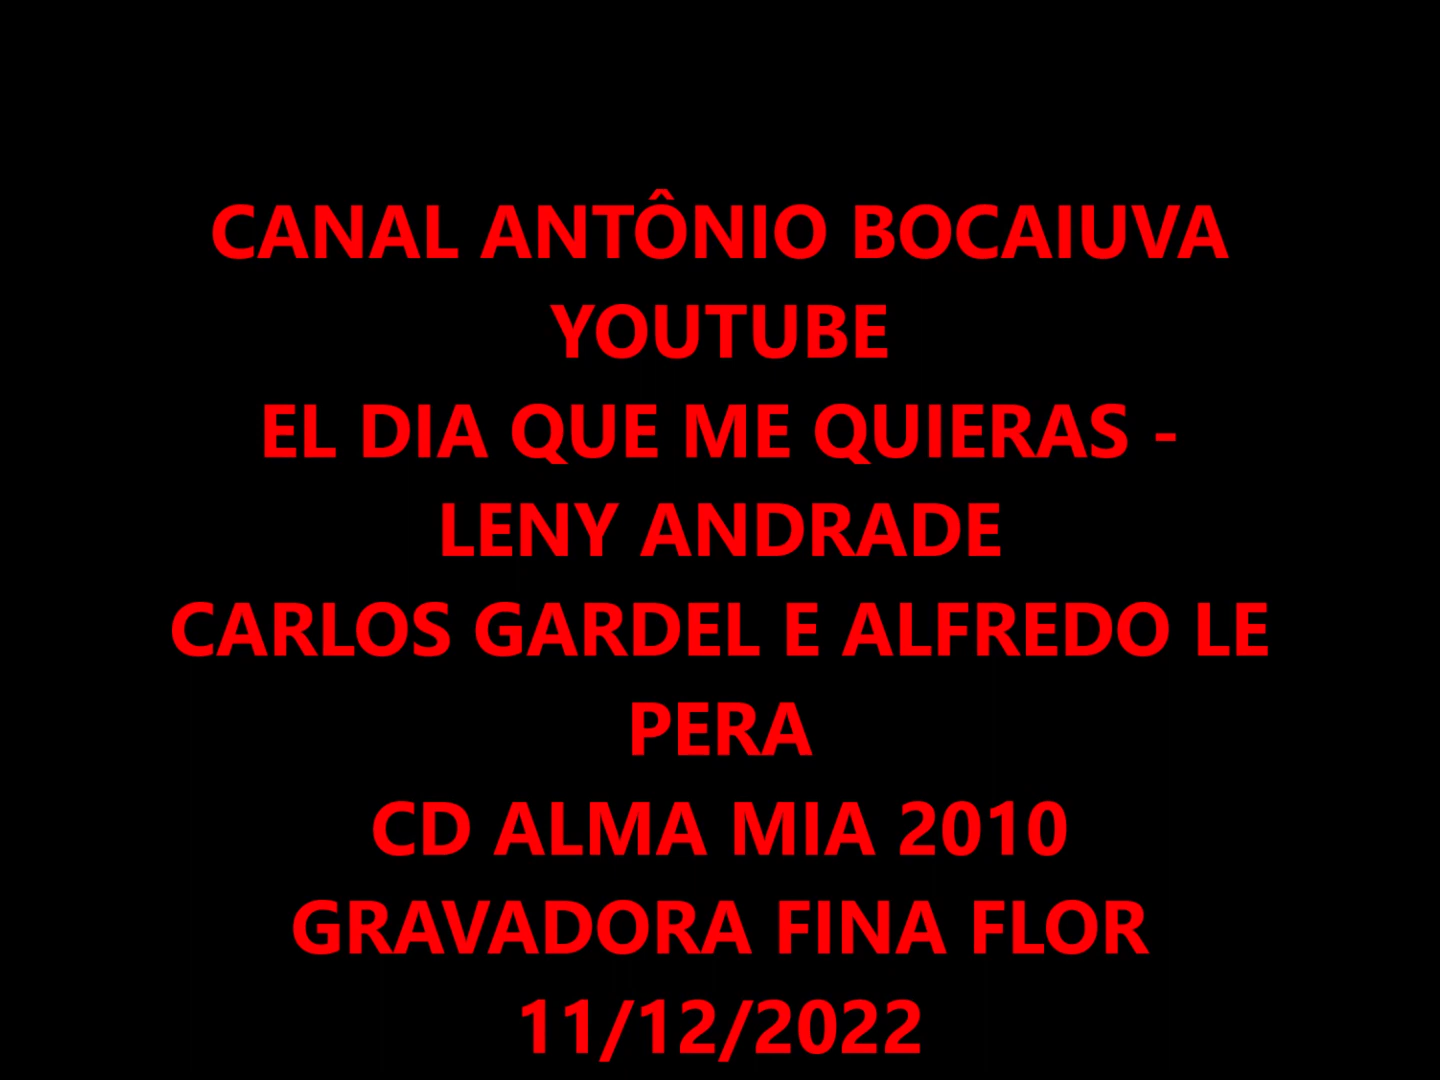 CANAL ANTÔNIO BOCAIUVA
YOUTUBE
EL DIA QUE ME QUIERAS -
LENY ANDRADE
CARLOS GARDEL E ALFREDO LE
PERA
CD ALMA MIA 2010
GRAVADORA FINA FLOR
11/12/2022